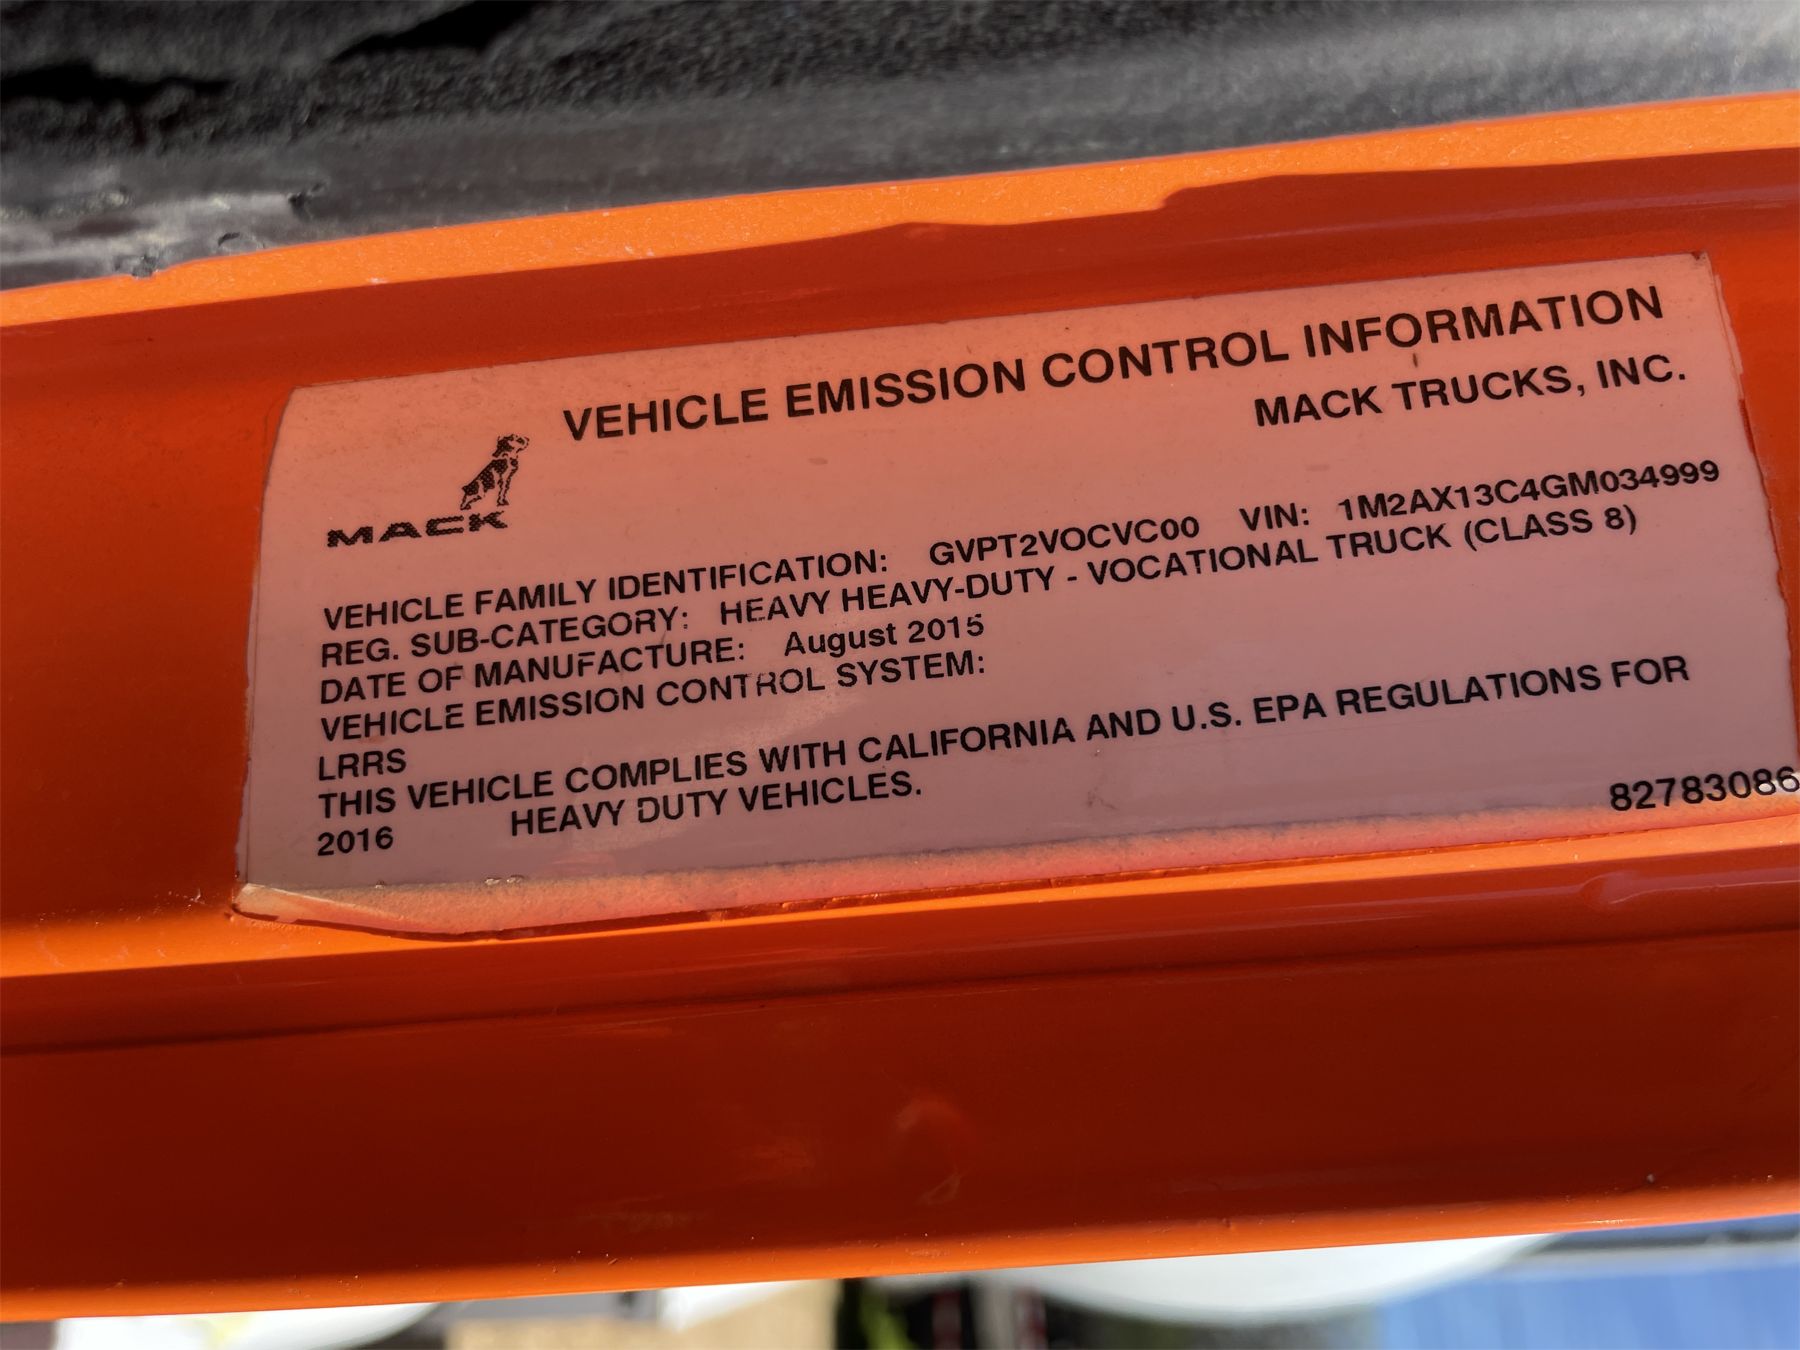 VEHICLE EMISSION CONTROL INFORMATION
MACK TRUCKS, INC.
MACK
VEHICLE FAMILY IDENTIFICATION: GVPT2VOCVC00 VIN: 1M2AX13C4GM034999
REG. SUB-CATEGORY: HEAVY HEAVY-DUTY - VOCATIONAL TRUCK (CLASS 8)
DATE OF MANUFACTURE: August 2015
VEHICLE EMISSION CONTROL SYSTEM:
LRRS
THIS VEHICLE COMPLIES WITH CALIFORNIA AND U.S. EPA REGULATIONS FOR
2016 HEAVY DUTY VEHICLES.
82783086